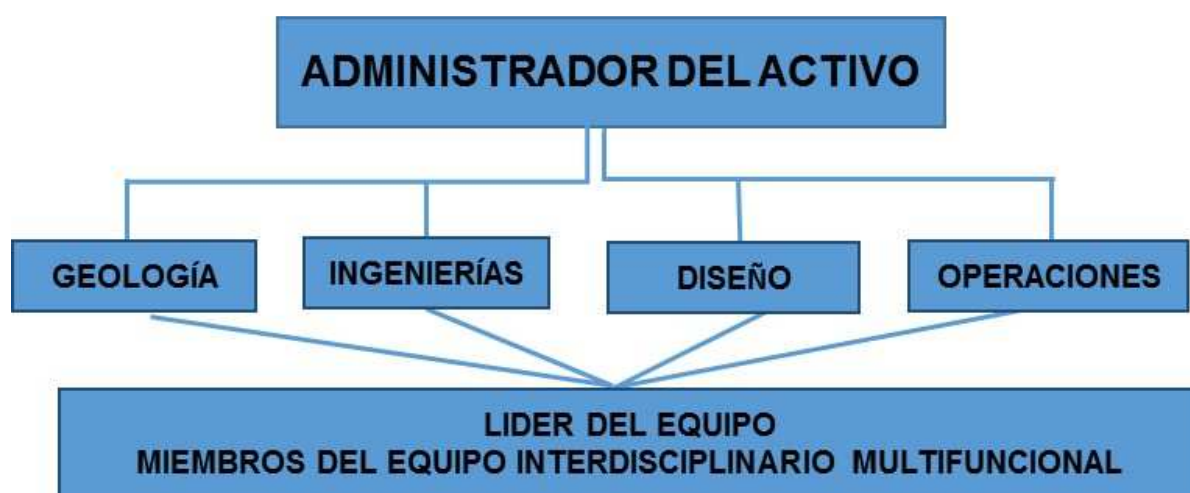 ADMINISTRADOR DEL ACTIVO
GEOLOGÍA
INGENIERÍAS
DISEÑO
OPERACIONES
LIDER DEL EQUIPO
MIEMBROS DEL EQUIPO INTERDISCIPLINARIO MULTIFUNCIONAL